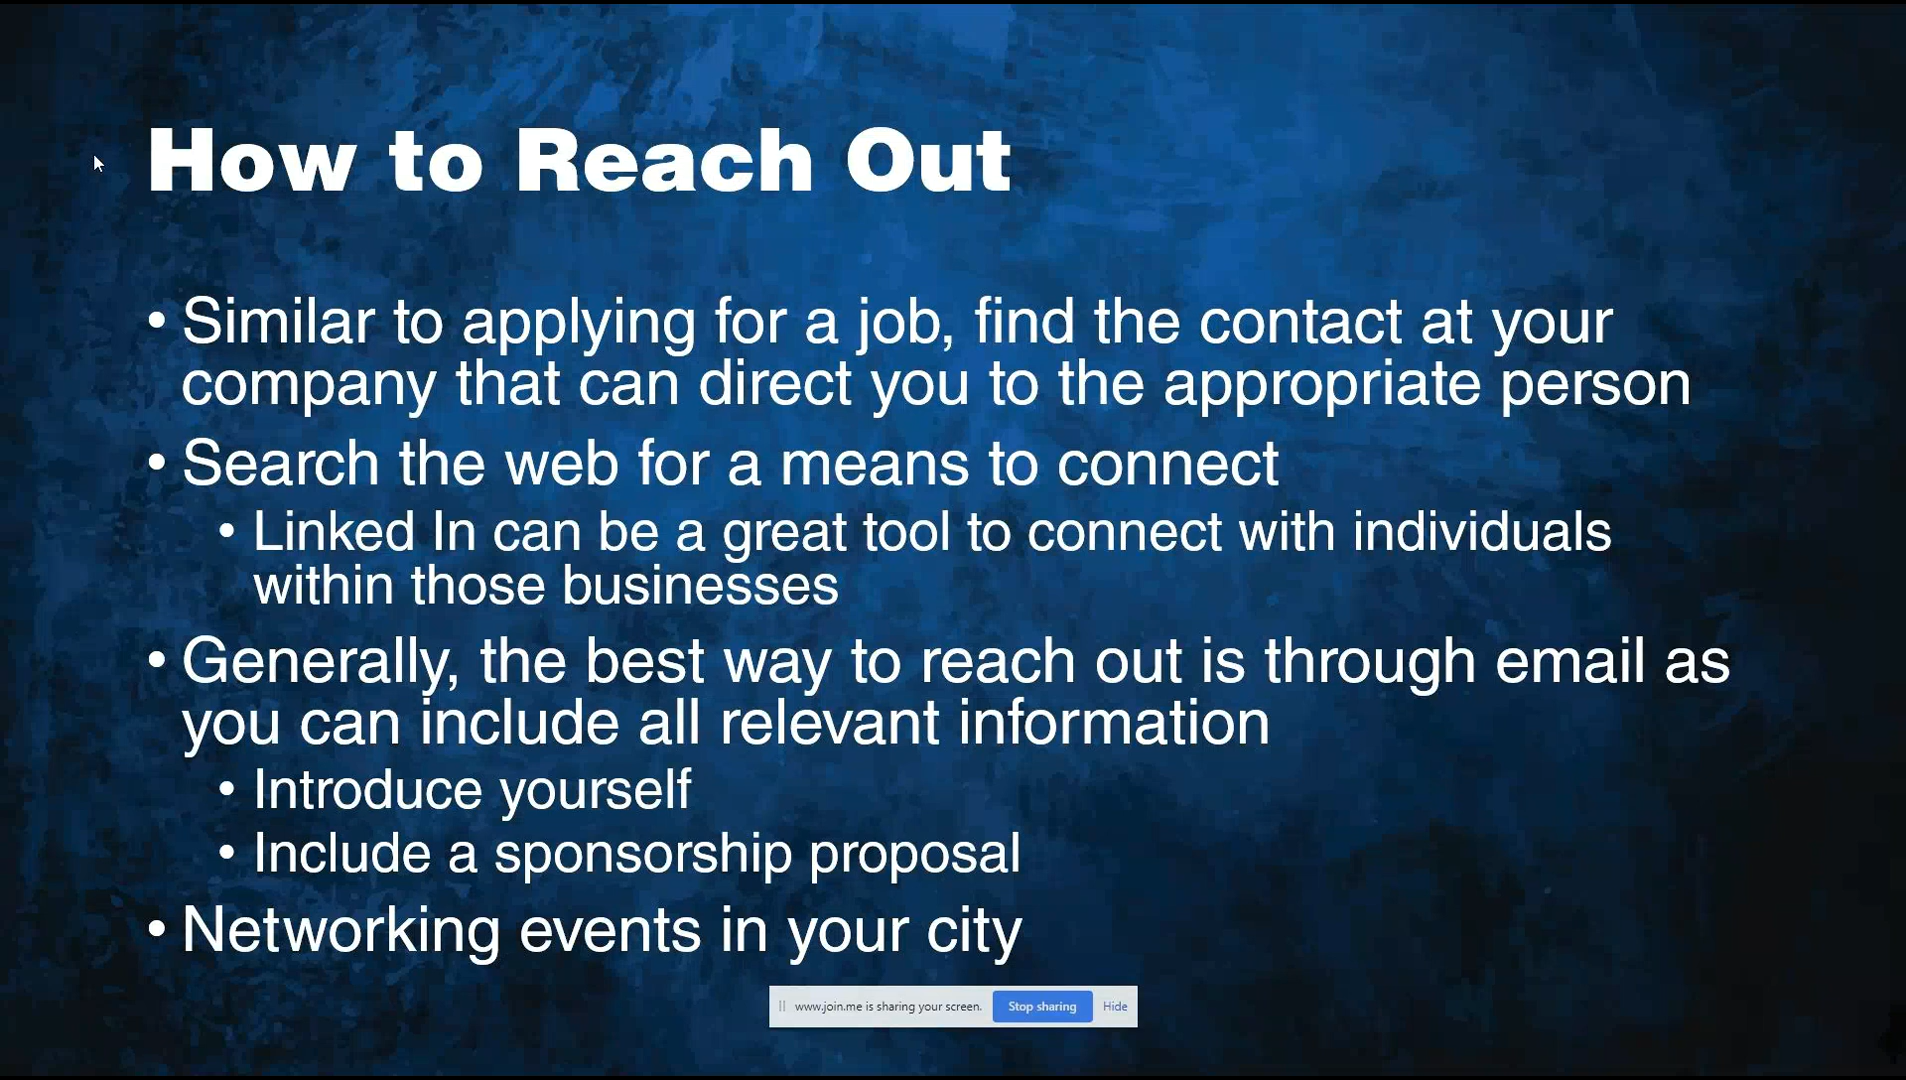 How to Reach Out
• Similar to applying for a job, find the contact at your
company that can direct you to the appropriate person
• Search the web for a means to connect
• Linked In can be a great tool to connect with individuals
within those businesses
• Generally, the best way to reach out is through email as
you can include all relevant information
• Introduce yourself
• Include a sponsorship proposal
• Networking events in your city
www.join.me is sharing your screen. Stop sharing Hide